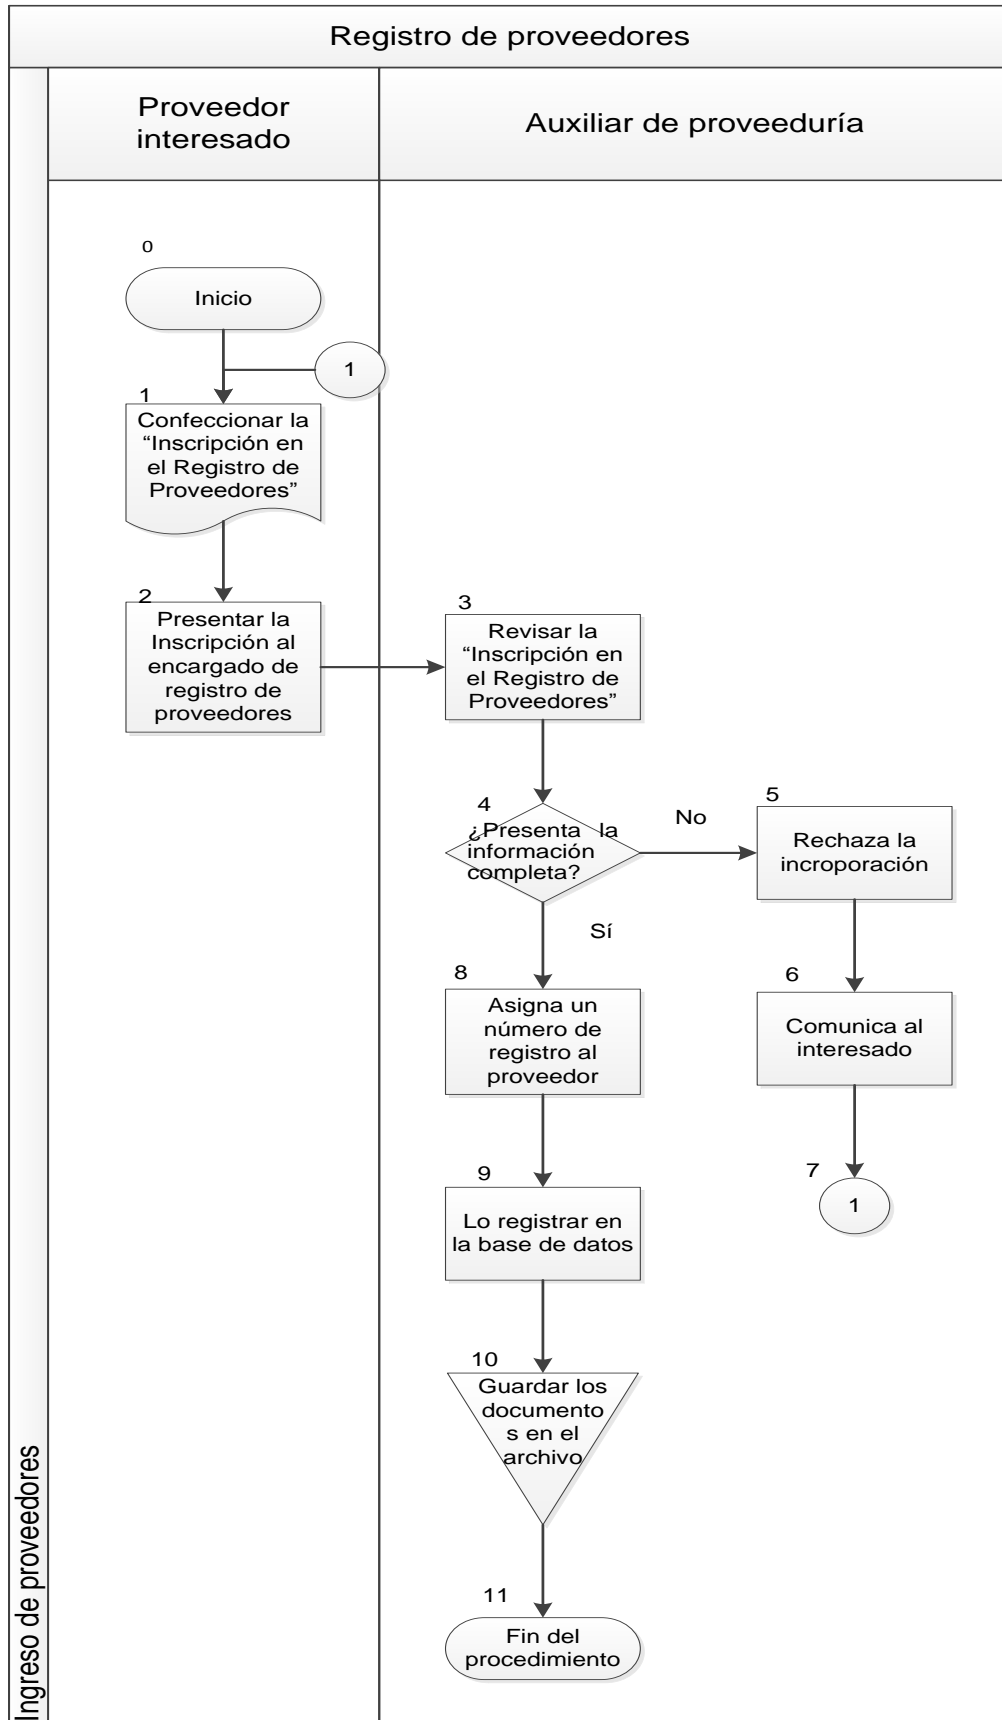 Registro de proveedores
Proveedor
interesado
Auxiliar de proveeduría
Ingreso de proveedores
0
Inicio
1
1
Confeccionar la
“Inscripción en
el Registro de
Proveedores”
2
Presentar la
Inscripción al
encargado de
registro de
proveedores
3
Revisar la
“Inscripción en
el Registro de
Proveedores”
4
¿Presenta la
información
completa?
No
5
Rechaza la
incroporación
Sí
6
Comunica al
interesado
7
1
8
Asigna un
número de
registro al
proveedor
9
Lo registrar en
la base de datos
10
Guardar los
documento
s en el
archivo
11
Fin del
procedimiento